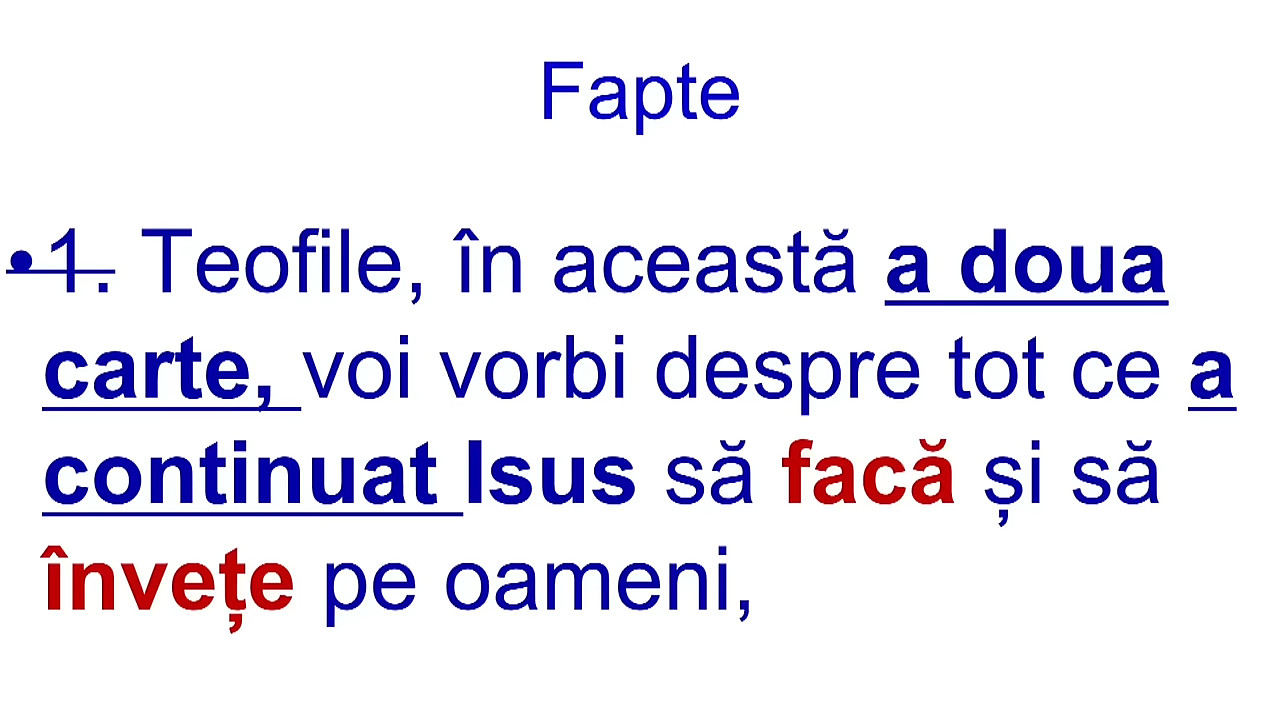 Fapte
•1. Teofile, în această a doua
carte, voi vorbi despre tot ce a
continuat Isus să facă și să
învețe pe oameni,